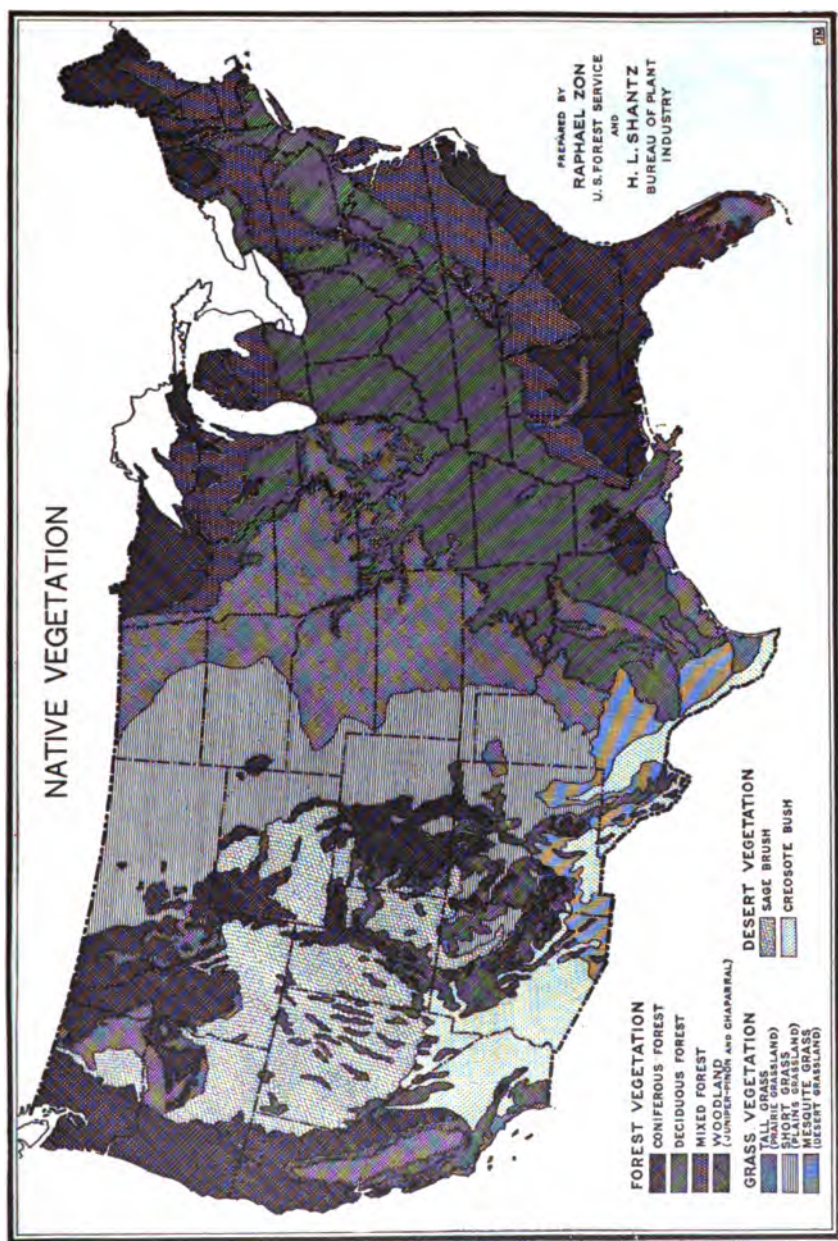 NATIVE VEGETATION
PREPARED BY
RAPHAEL ZON
U.S. FOREST SERVICE
AND
H. L. SHANTZ
BUREAU OF PLANT
INDUSTRY
FOREST VEGETATION
CONIFEROUS FOREST
DECIDUOUS FOREST
MIXED FOREST
WOODLAND
(JUNIPER-PIÑON AND CHAPARRAL)
GRASS VEGETATION
TALL GRASS
(PRAIRIE GRASSLAND)
SHORT GRASS
(PLAINS GRASSLAND)
MESQUITE GRASS
(DESERT GRASSLAND)
DESERT VEGETATION
SAGE BRUSH
CREOSOTE BUSH